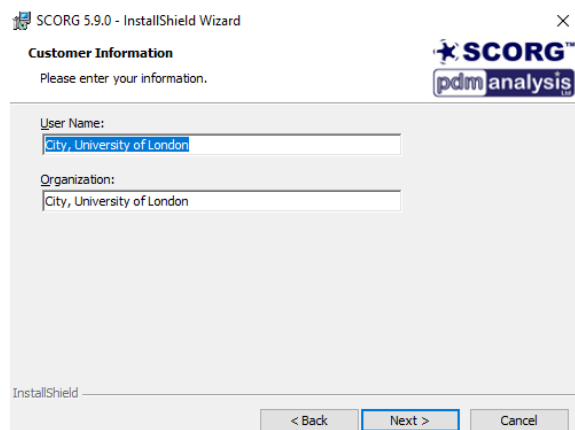 SCORG 5.9.0 - InstallShield Wizard
Customer Information
Please enter your information.
SCORG™
pdm analysis
Ltd
User Name:
City, University of London
Organization:
City, University of London
InstallShield
< Back
Next >
Cancel